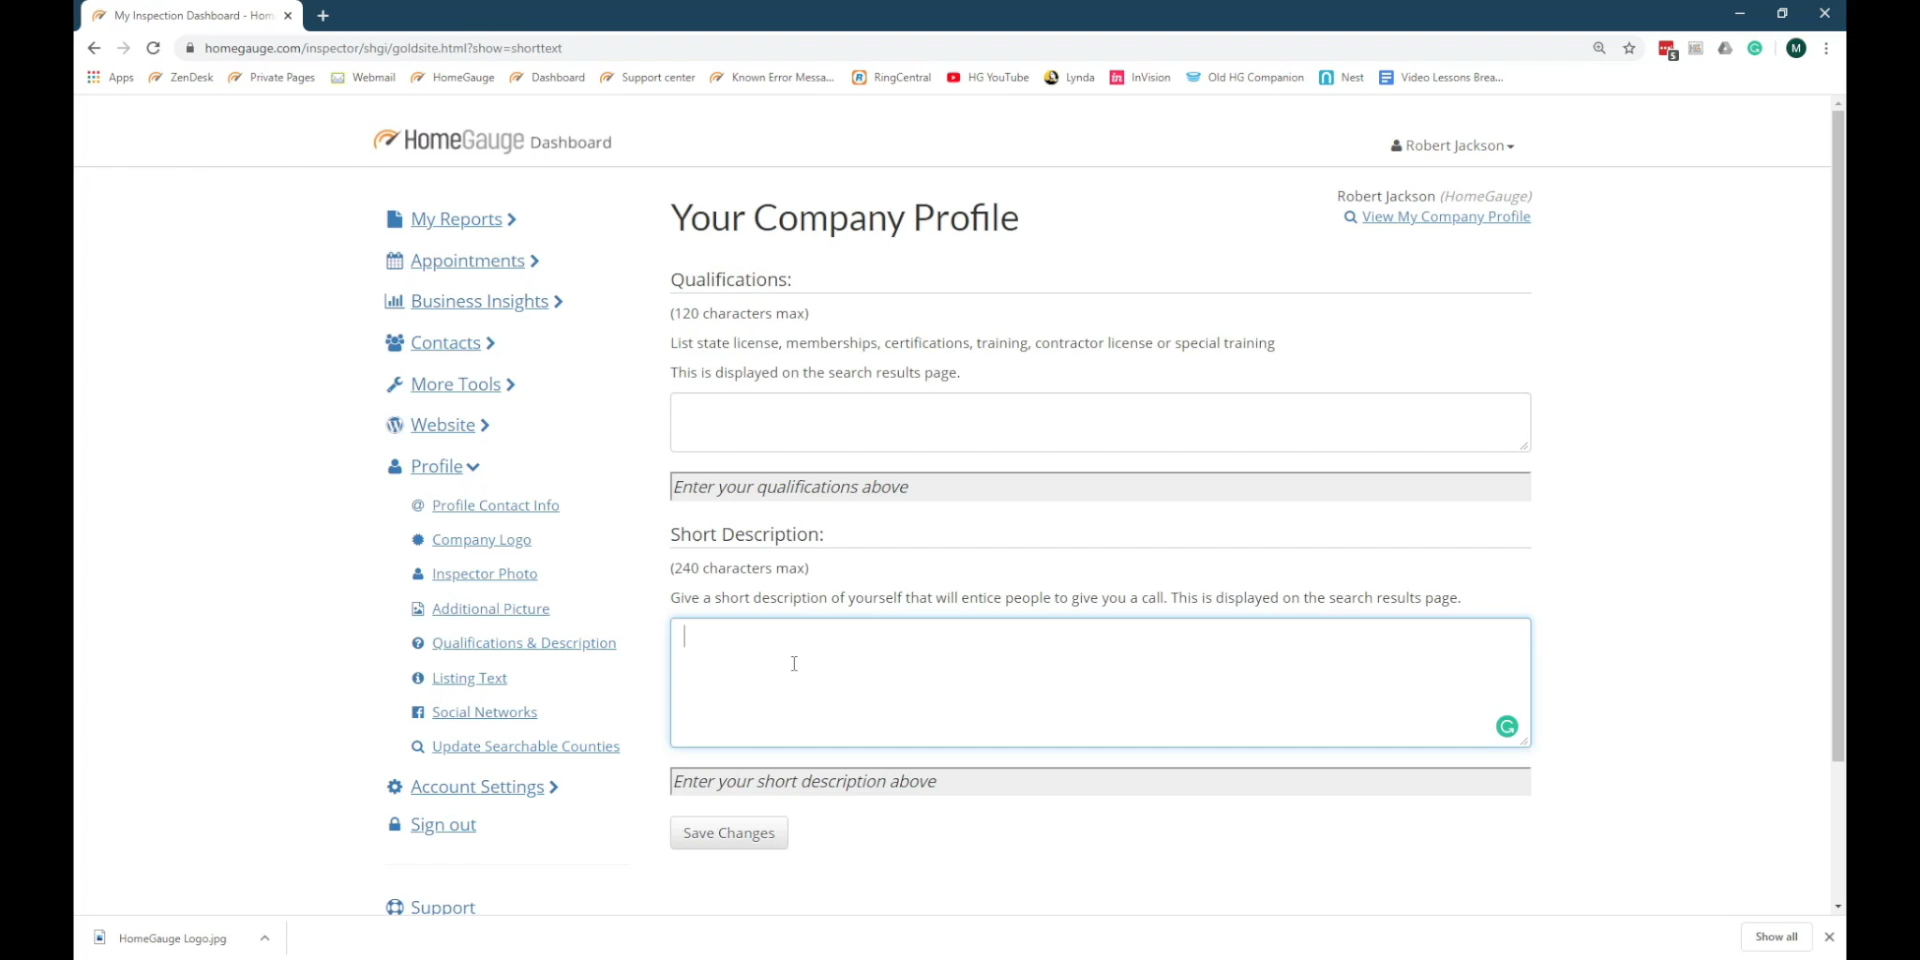 My Inspection Dashboard - Hom
homegauge.com/inspector/shgi/goldsite.html?show=shorttext
5
M
Apps
ZenDesk
Private Pages
Webmail
HomeGauge
Dashboard
Support center
Known Error Messa...
RingCentral
HG YouTube
Lynda
InVision
Old HG Companion
Nest
Video Lessons Brea...
HomeGauge Dashboard
Robert Jackson
Robert Jackson (HomeGauge)
View My Company Profile
My Reports
Appointments
Business Insights
Contacts
More Tools
Website
Profile
Profile Contact Info
Company Logo
Inspector Photo
Additional Picture
Qualifications & Description
Listing Text
Social Networks
Update Searchable Counties
Account Settings
Sign out
Support
Your Company Profile
Qualifications:
(120 characters max)
List state license, memberships, certifications, training, contractor license or special training
This is displayed on the search results page.
Enter your qualifications above
Short Description:
(240 characters max)
Give a short description of yourself that will entice people to give you a call. This is displayed on the search results page.
Enter your short description above
Save Changes
HomeGauge Logo.jpg
Show all